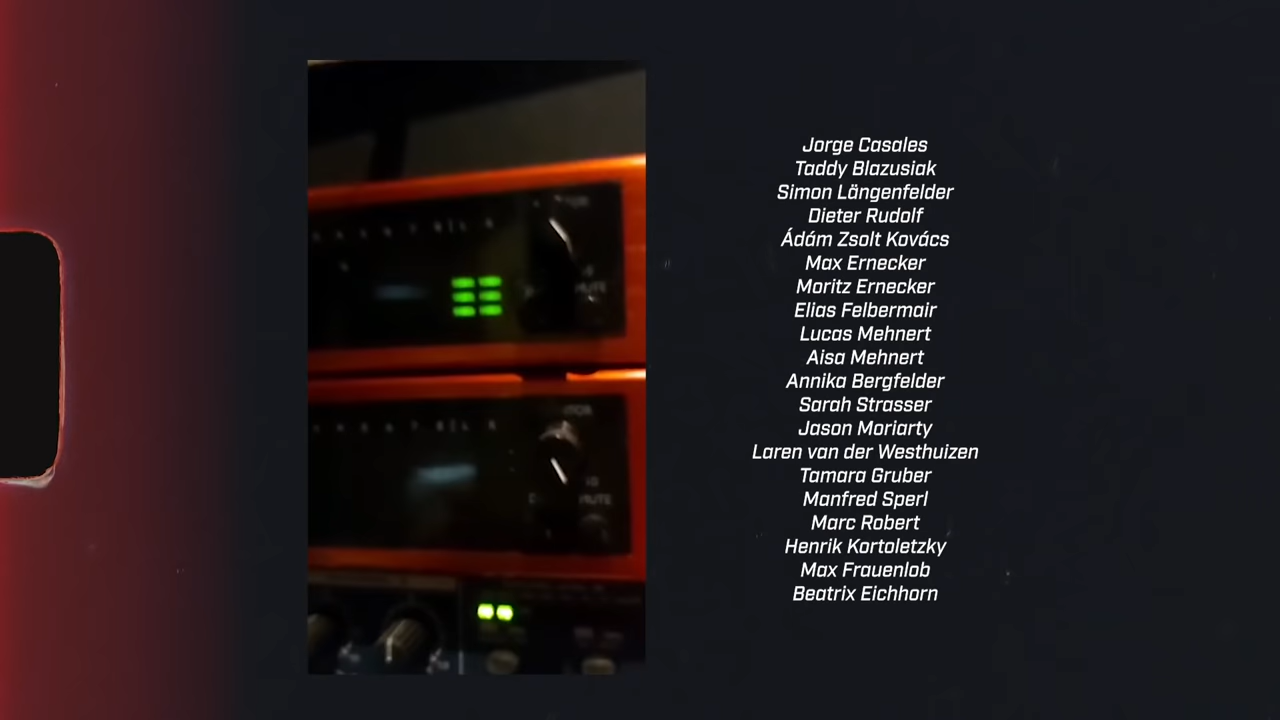 Jorge Casales
Taddy Blazusiak
Simon Längenfelder
Dieter Rudolf
Ádám Zsolt Kovács
Max Ernecker
Moritz Ernecker
Elias Felbermair
Lucas Mehnert
Aisa Mehnert
Annika Bergfelder
Sarah Strasser
Jason Moriarty
Laren van der Westhuizen
Tamara Gruber
Manfred Sperl
Marc Robert
Henrik Kortoletzky
Max Frauenlob
Beatrix Eichhorn
MUTE
MUTE